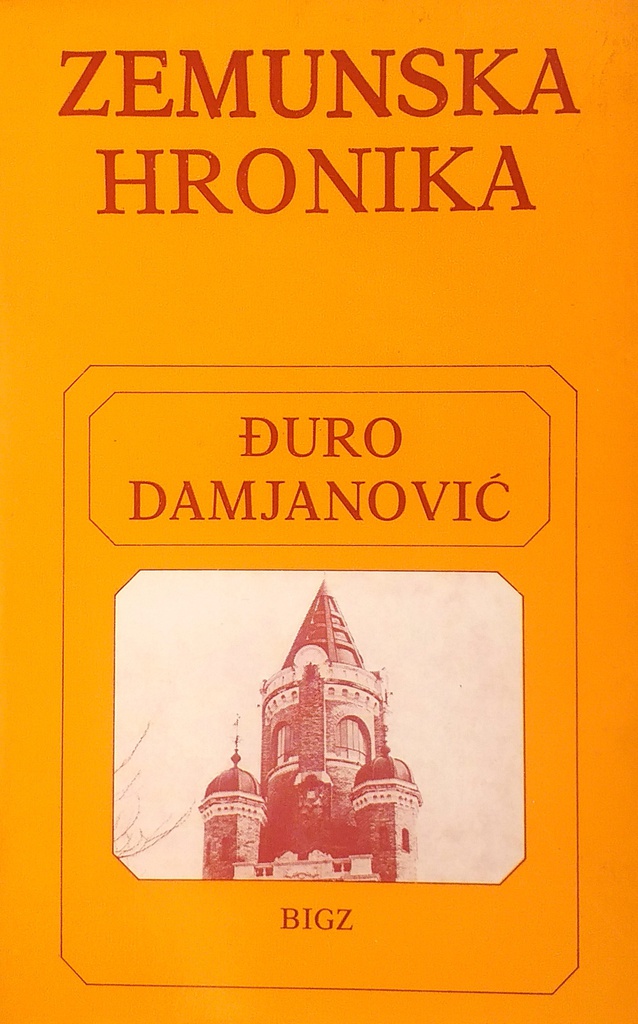 ZEMUNSKA
HRONIKA
ĐURO
DAMJANOVIĆ
BIGZ